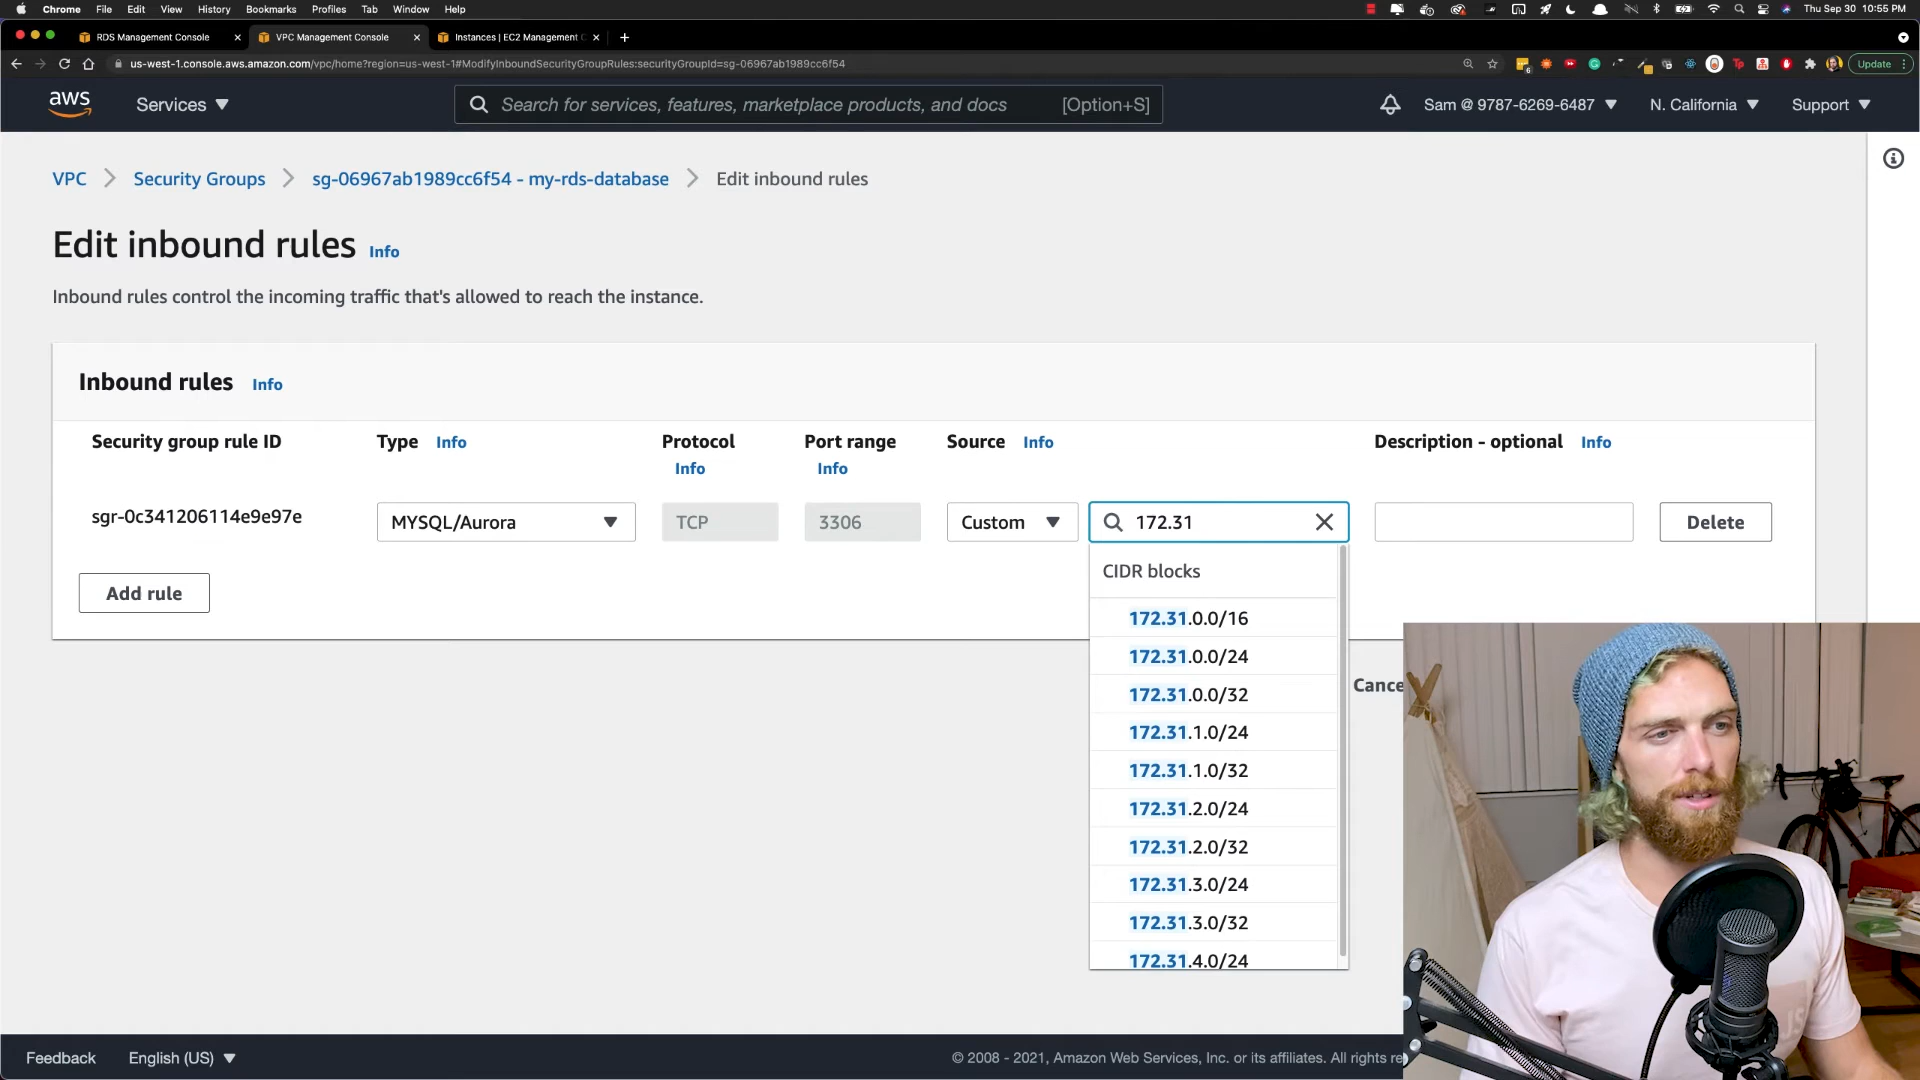 Chrome File Edit View History Bookmarks Profiles Tab Window Help Thu Sep 30 10:55 PM
RDS Management Console VPC Management Console Instances | EC2 Management C
us-west-1.console.aws.amazon.com/vpc/home?region=us-west-1#ModifyInboundSecurityGroupRules:securityGroupId=sg-06967ab1989cc6f54 Update
aws Services Search for services, features, marketplace products, and docs [Option+S] Sam @ 9787-6269-6487 N. California Support
VPC Security Groups sg-06967ab1989cc6f54 - my-rds-database Edit inbound rules
Edit inbound rules Info
Inbound rules control the incoming traffic that's allowed to reach the instance.
Inbound rules Info
Security group rule ID Type Info Protocol Info Port range Info Source Info Description - optional Info
sgr-0c341206114e9e97e MYSQL/Aurora TCP 3306 Custom 172.31 Delete
Add rule
CIDR blocks
172.31.0.0/16
172.31.0.0/24
172.31.0.0/32
172.31.1.0/24
172.31.1.0/32
172.31.2.0/24
172.31.2.0/32
172.31.3.0/24
172.31.3.0/32
172.31.4.0/24
Cance
Feedback English (US) © 2008 - 2021, Amazon Web Services, Inc. or its affiliates. All rights re